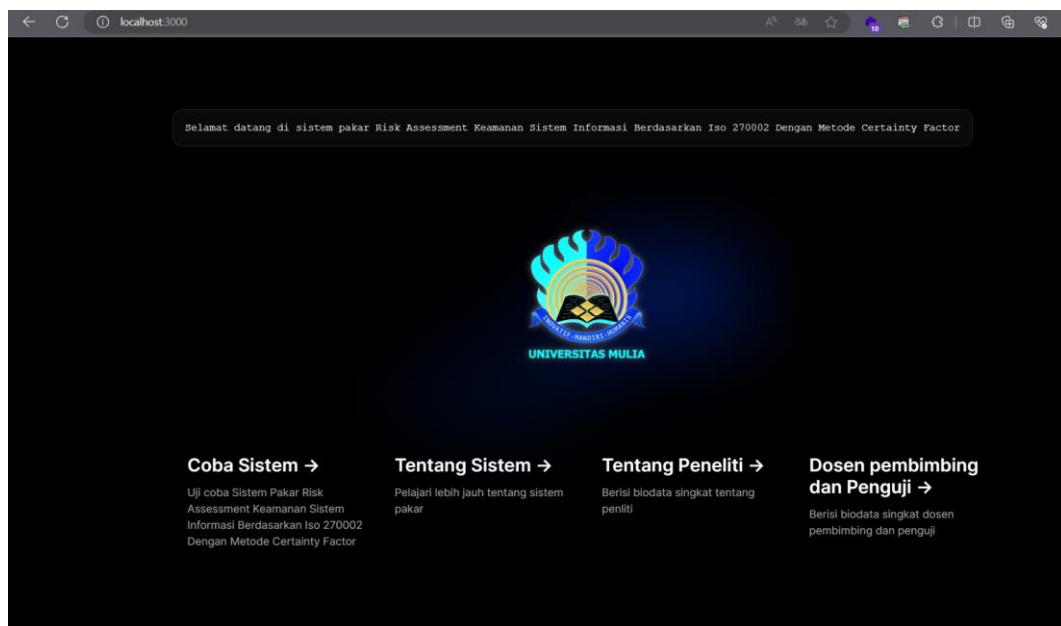 localhost:3000
10
Selamat datang di sistem pakar Risk Assessment Keamanan Sistem Informasi Berdasarkan Iso 270002 Dengan Metode Certainty Factor
INOVATIF-MANDIRI-HUMANIS
UNIVERSITAS MULIA
Coba Sistem →
Uji coba Sistem Pakar Risk
Assessment Keamanan Sistem
Informasi Berdasarkan Iso 270002
Dengan Metode Certainty Factor
Tentang Sistem →
Pelajari lebih jauh tentang sistem
pakar
Tentang Peneliti →
Berisi biodata singkat tentang
penliti
Dosen pembimbing
dan Penguji →
Berisi biodata singkat dosen
pembimbing dan penguji